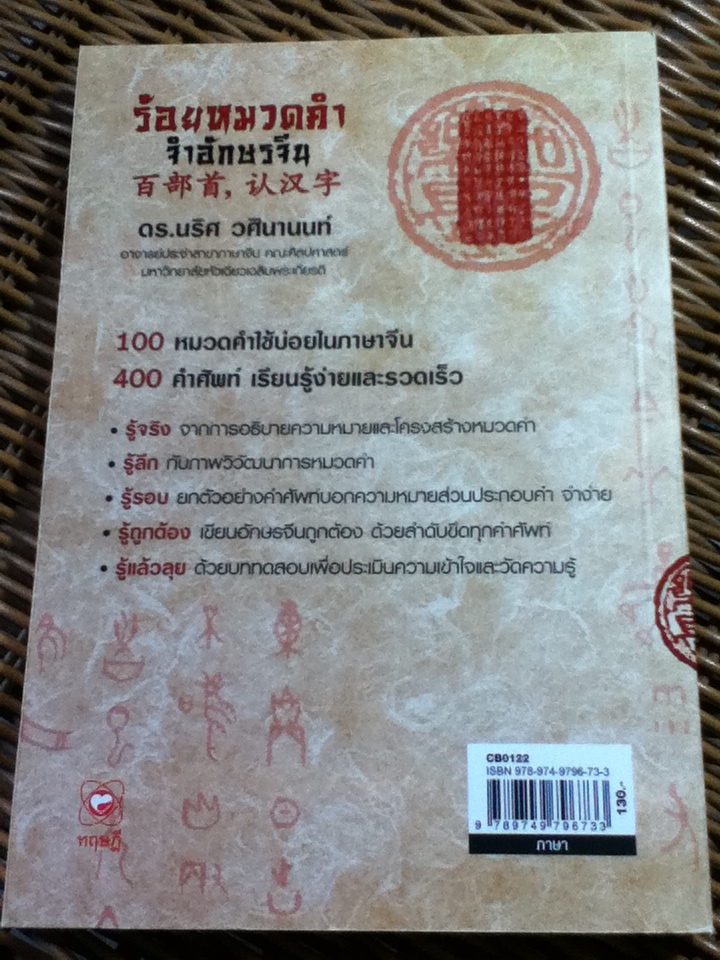 ร้อยหมวดคำ
จำอักษรจีน
百部首, 认汉字
ดร.นริศ วศินานนท์
อาจารย์ประจำสาขาภาษาจีน คณะศิลปศาสตร์
มหาวิทยาลัยหัวเฉียวเฉลิมพระเกียรติ
100 หมวดคำใช้บ่อยในภาษาจีน
400 คำศัพท์ เรียนรู้ง่ายและรวดเร็ว
• รู้จริง จากการอธิบายความหมายและโครงสร้างหมวดคำ
• รู้ลึก กับภาพวิวัฒนาการหมวดคำ
• รู้รอบ ยกตัวอย่างคำศัพท์บอกความหมายส่วนประกอบคำ จำง่าย
• รู้ถูกต้อง เขียนอักษรจีนถูกต้อง ด้วยลำดับขีดทุกคำศัพท์
• รู้แล้วลุย ด้วยบททดสอบเพื่อประเมินความเข้าใจและวัดความรู้
CB0122
ISBN 978-974-9796-73-3
130.-
9 789749 796733
ภาษา
ทฤษฎี